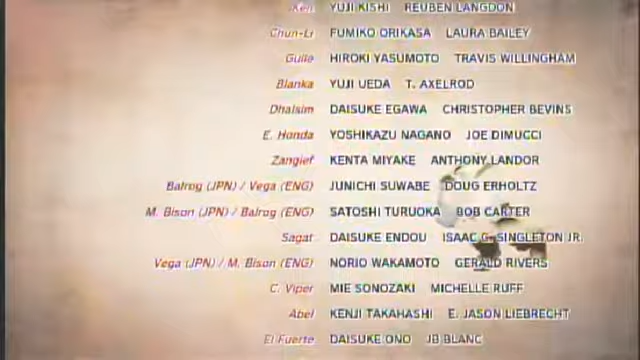 Ken YUJI KISHI REUBEN LANGDON
Chun-Li FUMIKO ORIKASA LAURA BAILEY
Guile HIROKI YASUMOTO TRAVIS WILLINGHAM
Blanka YUJI UEDA T. AXELROD
Dhalsim DAISUKE EGAWA CHRISTOPHER BEVINS
E. Honda YOSHIKAZU NAGANO JOE DIMUCCI
Zangief KENTA MIYAKE ANTHONY LANDOR
Balrog (JPN) / Vega (ENG) JUNICHI SUWABE DOUG ERHOLTZ
M. Bison (JPN) / Balrog (ENG) SATOSHI TURUOKA BOB CARTER
Sagat DAISUKE ENDOU ISAAC C. SINGLETON JR.
Vega (JPN) / M. Bison (ENG) NORIO WAKAMOTO GERALD RIVERS
C. Viper MIE SONOZAKI MICHELLE RUFF
Abel KENJI TAKAHASHI E. JASON LIEBRECHT
El Fuerte DAISUKE ONO JB BLANC